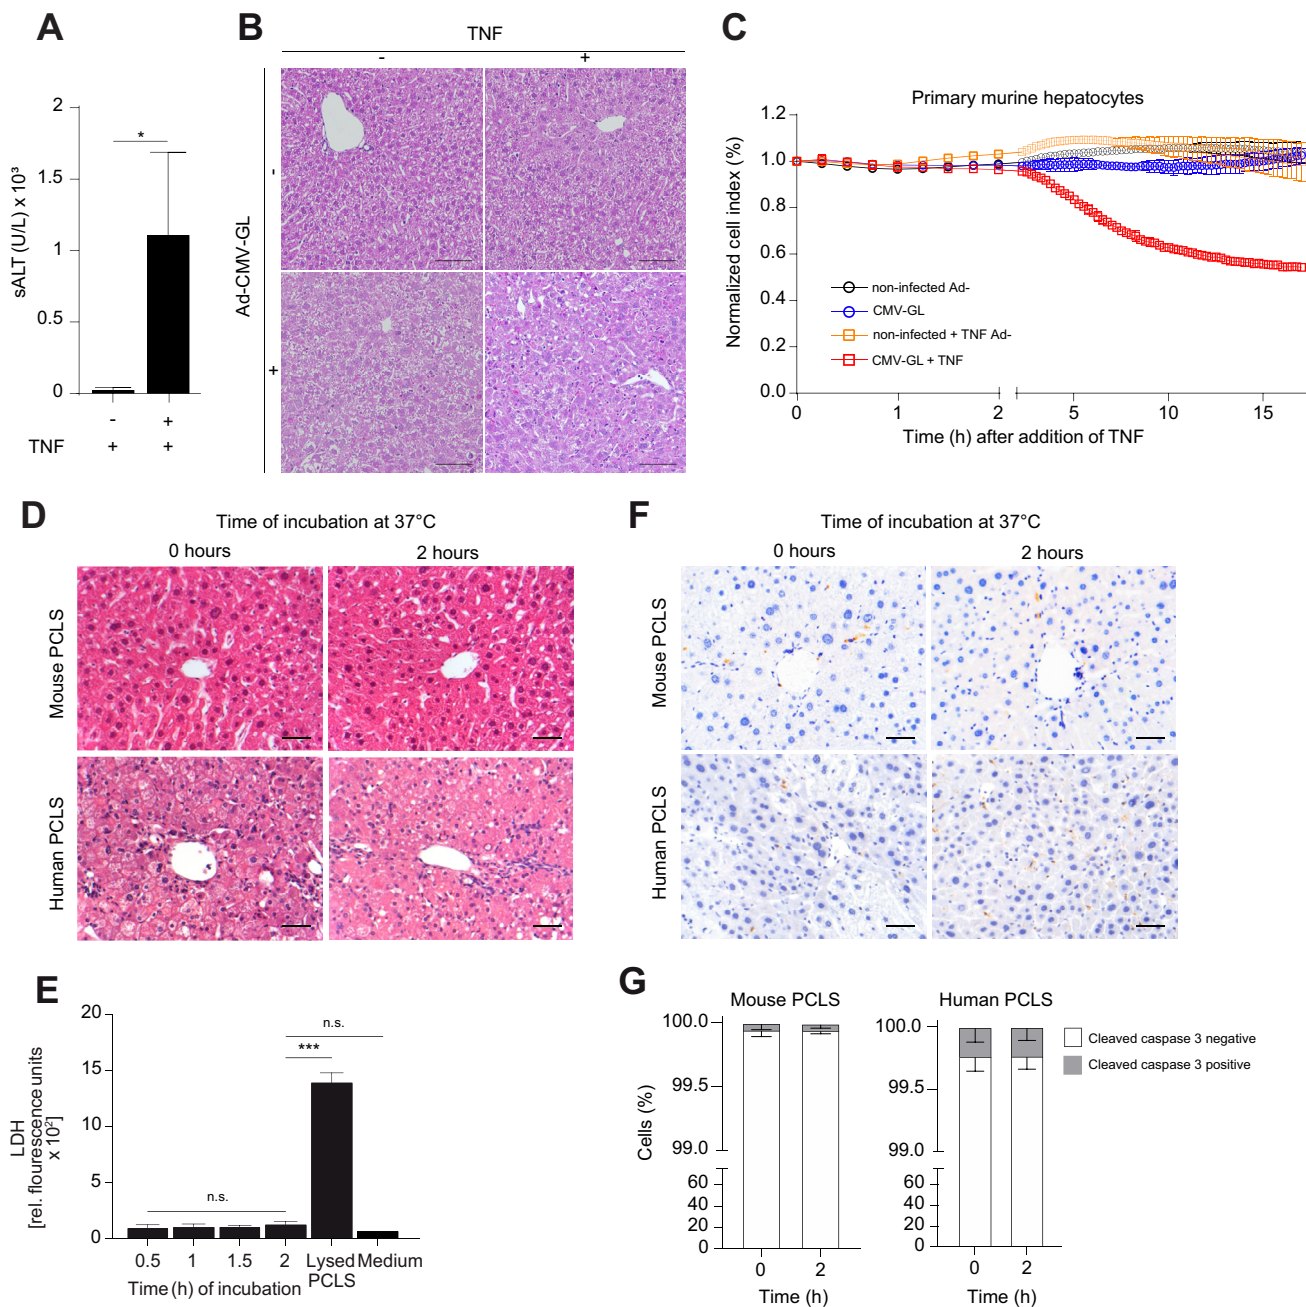 A
sALT (U/L) x 10³
2
1.5
1
0.5
0
*
- +
TNF + +
B
TNF
- +
Ad-CMV-GL
-
+
C
Primary murine hepatocytes
Normalized cell index (%)
1.2
1.0
0.8
0.6
0.4
0.2
0.0
non-infected Ad-
CMV-GL
non-infected + TNF Ad-
CMV-GL + TNF
0 1 2 5 10 15
Time (h) after addition of TNF
D
Time of incubation at 37°C
0 hours 2 hours
Mouse PCLS
Human PCLS
F
Time of incubation at 37°C
0 hours 2 hours
Mouse PCLS
Human PCLS
E
LDH
[rel. flourescence units
x 10²]
20
15
10
5
0
n.s.
***
n.s.
0.5 1 1.5 2 Lysed Medium
PCLS
Time (h) of incubation
G
Mouse PCLS
Cells (%)
100.0
99.5
99.0
60
40
20
0
0 2
Time (h)
Human PCLS
100.0
99.5
99.0
60
40
20
0
0 2
Time (h)
Cleaved caspase 3 negative
Cleaved caspase 3 positive